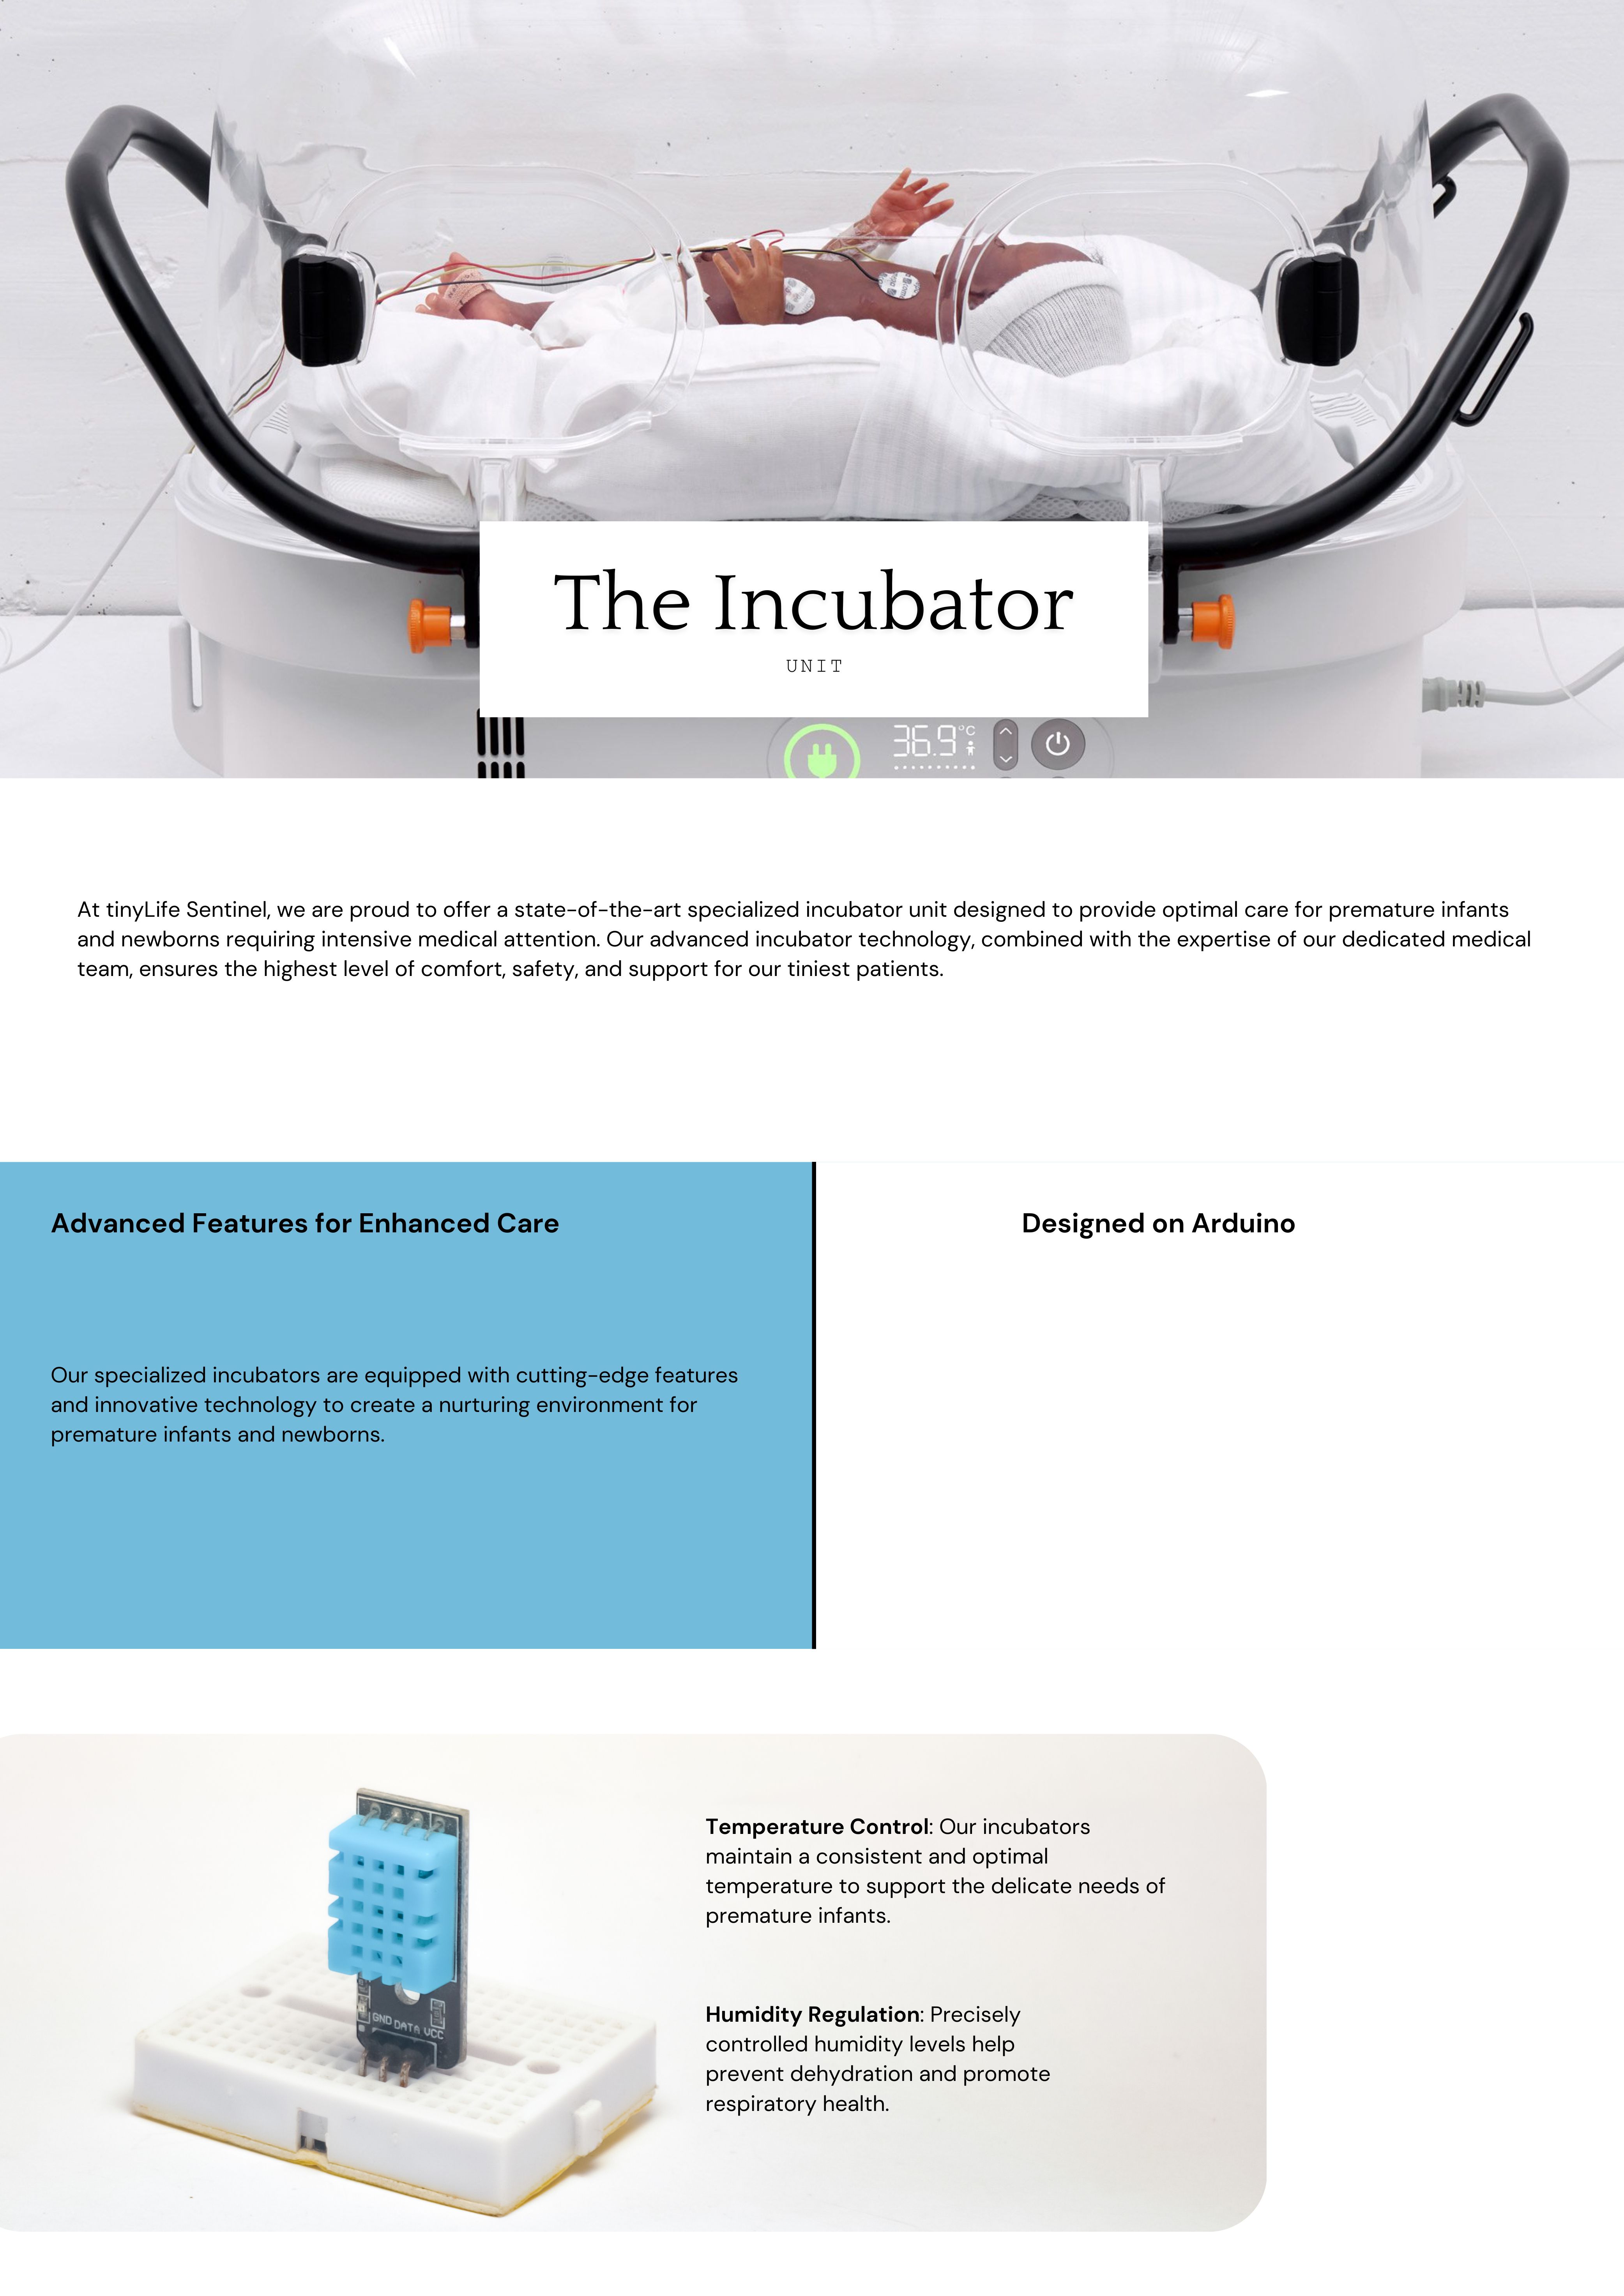 The Incubator
UNIT
36.9°C
At tinyLife Sentinel, we are proud to offer a state-of-the-art specialized incubator unit designed to provide optimal care for premature infants
and newborns requiring intensive medical attention. Our advanced incubator technology, combined with the expertise of our dedicated medical
team, ensures the highest level of comfort, safety, and support for our tiniest patients.
Advanced Features for Enhanced Care
Our specialized incubators are equipped with cutting-edge features
and innovative technology to create a nurturing environment for
premature infants and newborns.
Designed on Arduino
Temperature Control: Our incubators
maintain a consistent and optimal
temperature to support the delicate needs of
premature infants.
GND DATA VCC
Humidity Regulation: Precisely
controlled humidity levels help
prevent dehydration and promote
respiratory health.